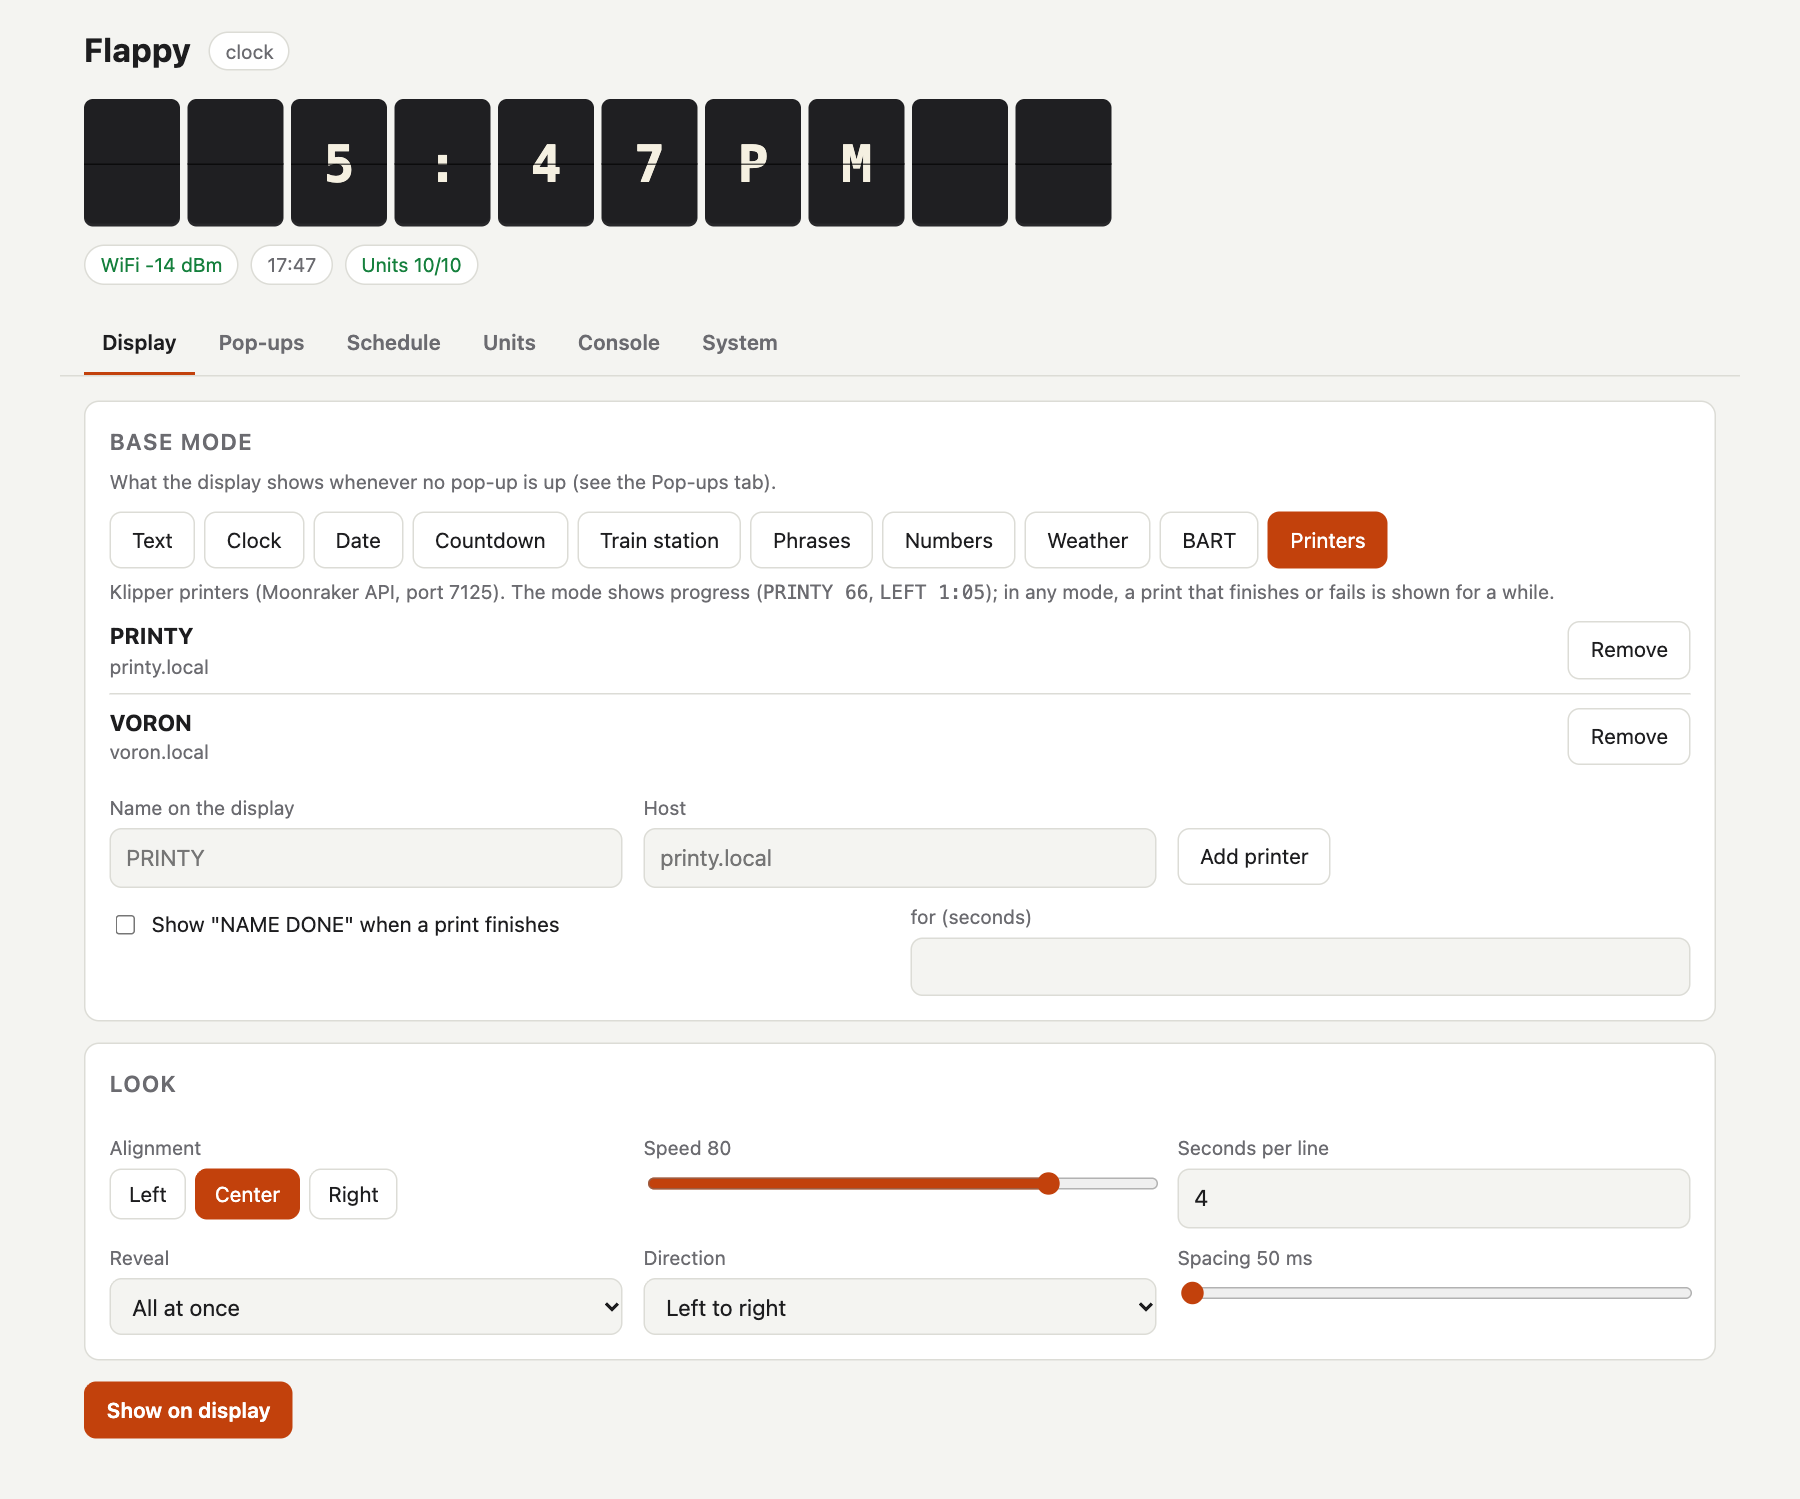 Flappy clock
5 : 4 7 P M
WiFi -14 dBm 17:47 Units 10/10
Display Pop-ups Schedule Units Console System
BASE MODE
What the display shows whenever no pop-up is up (see the Pop-ups tab).
Text Clock Date Countdown Train station Phrases Numbers Weather BART Printers
Klipper printers (Moonraker API, port 7125). The mode shows progress (PRINTY 66, LEFT 1:05); in any mode, a print that finishes or fails is shown for a while.
PRINTY
printy.local
Remove
VORON
voron.local
Remove
Name on the display Host
PRINTY printy.local Add printer
Show "NAME DONE" when a print finishes for (seconds)
LOOK
Alignment Speed 80 Seconds per line
Left Center Right 4
Reveal Direction Spacing 50 ms
All at once Left to right
Show on display